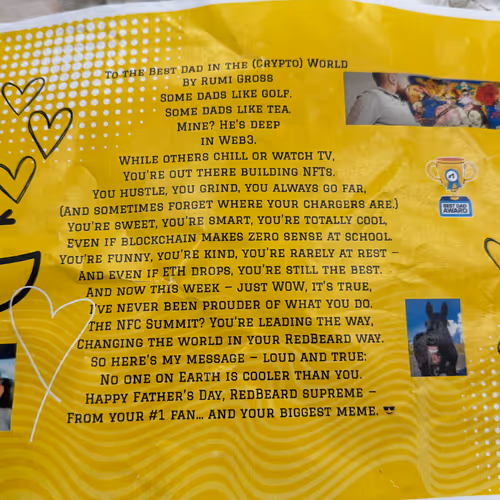 To the Best Dad in the (Crypto) World
by Rumi Gross
Some dads like golf,
Some dads like tea.
Mine? He's deep
in Web3.
While others chill or watch TV,
You're out there building NFTs.
You hustle, you grind, you always go far,
(And sometimes forget where your chargers are.)
You're sweet, you're smart, you're totally cool,
Even if blockchain makes zero sense at school.
You're funny, you're kind, you're rarely at rest –
And even if ETH drops, you're still the best.
And now this week – just WOW, it's true,
I've never been prouder of what you do.
The NFC Summit? You're leading the way,
Changing the world in your RedBeard way.
So here's my message – loud and true:
No one on Earth is cooler than you.
Happy Father's Day, RedBeard supreme –
From your #1 fan... and your biggest meme. 😎
#1
BEST DAD
AWARD